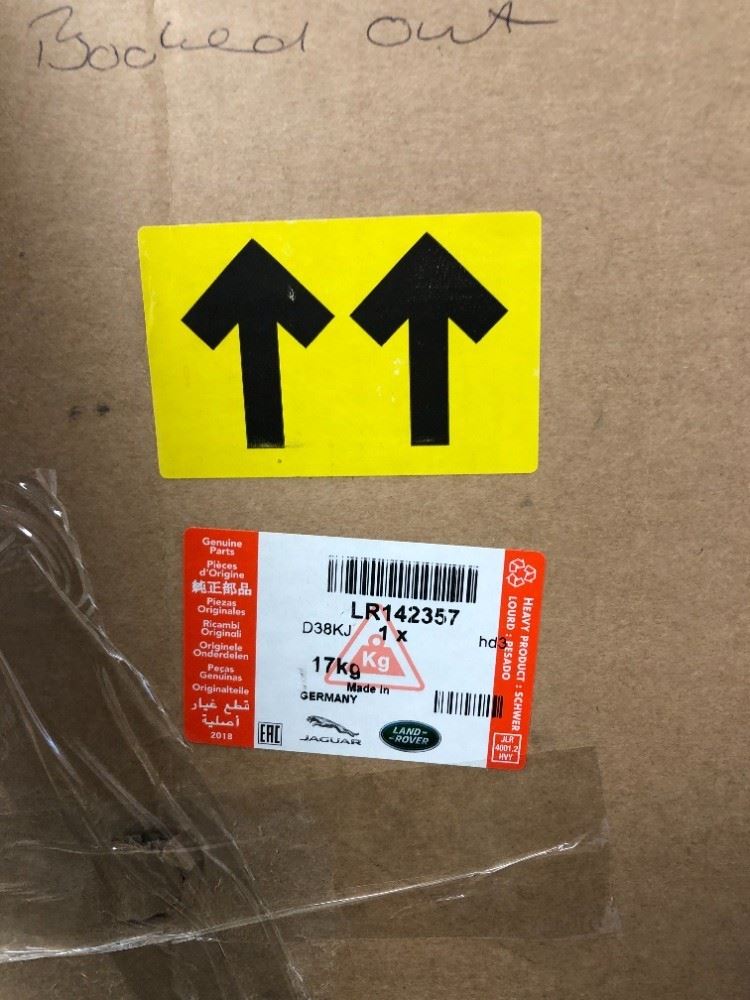 Booked out
Genuine
Parts
Pièces
d'Origine
純正部品
Piezas
Originales
Ricambi
Originali
Originele
Onderdelen
Peças
Genuinas
Originalteile
قطع غيار
أصلية
2018
LR142357
D38KJ 1 x
hd3
17kg
Kg
Made in
GERMANY
EAC
JAGUAR
LAND-
-ROVER
HEAVY PRODUCT : SCHWER
LOURD : PESADO
JLR
4001.2
HVY